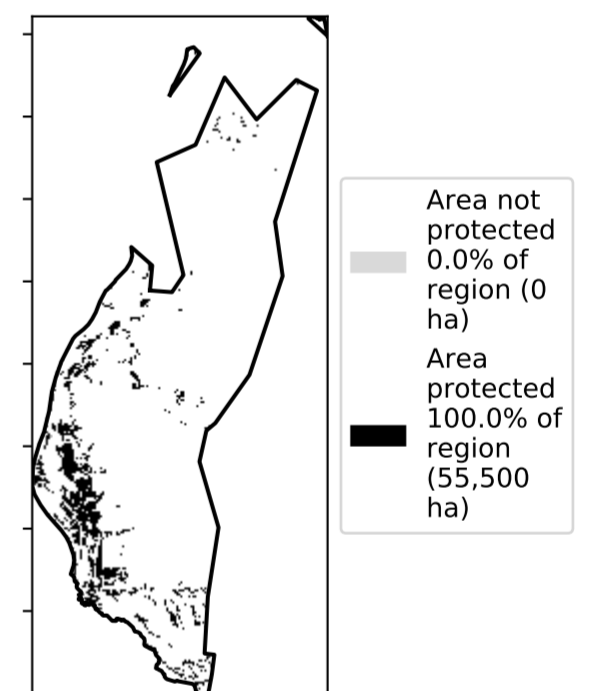 Area not
protected
0.0% of
region (0
ha)
Area
protected
100.0% of
region
(55,500
ha)